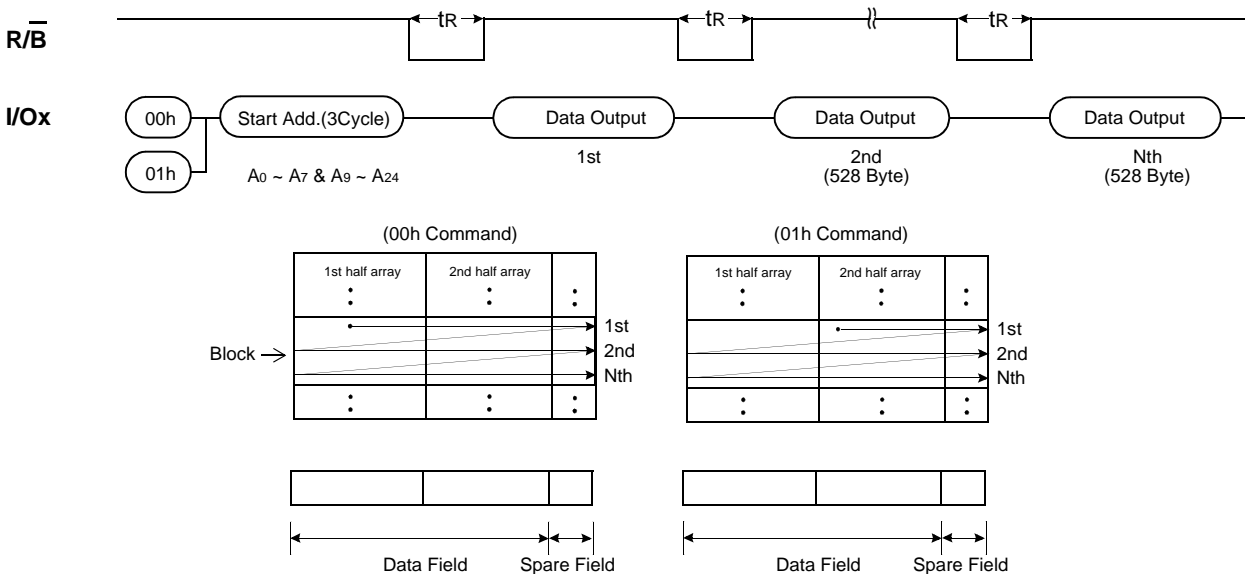 R/B̅
tR
tR
tR
I/Ox
00h
Start Add.(3Cycle)
Data Output
Data Output
Data Output
01h
A0 ~ A7 & A9 ~ A24
1st
2nd
(528 Byte)
Nth
(528 Byte)
(00h Command)
1st half array
2nd half array
1st
Block
2nd
Nth
Data Field
Spare Field
(01h Command)
1st half array
2nd half array
1st
2nd
Nth
Data Field
Spare Field